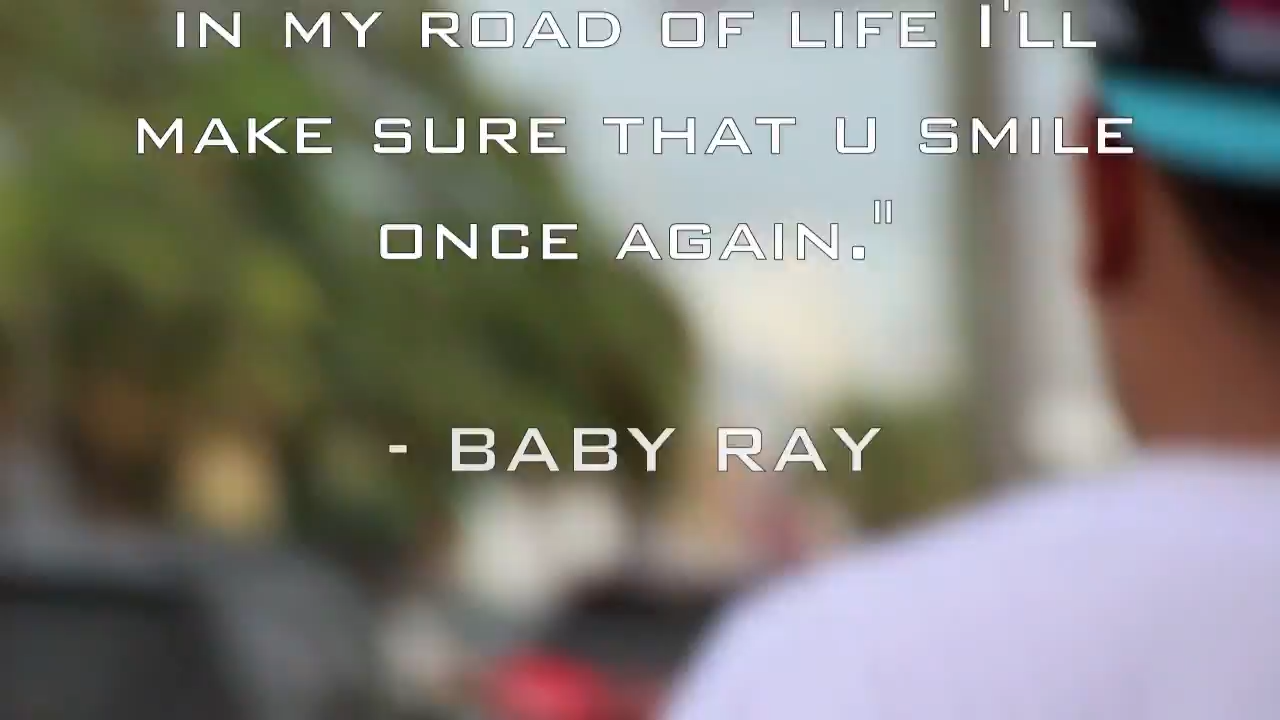 IN MY ROAD OF LIFE I'LL
MAKE SURE THAT U SMILE
ONCE AGAIN."
- BABY RAY